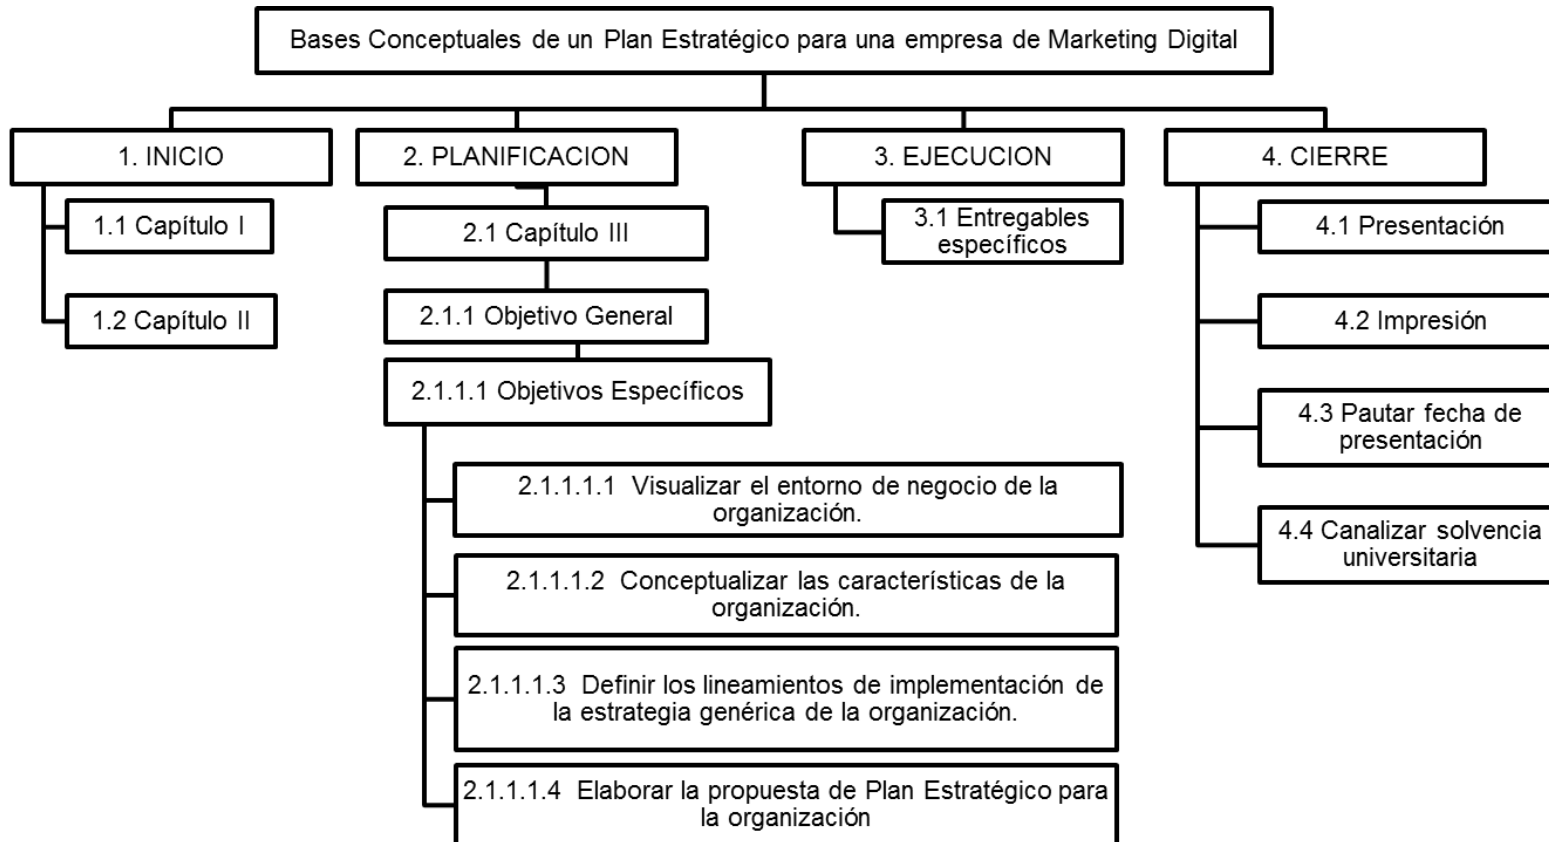 Bases Conceptuales de un Plan Estratégico para una empresa de Marketing Digital
1. INICIO
2. PLANIFICACION
3. EJECUCION
4. CIERRE
1.1 Capítulo I
1.2 Capítulo II
2.1 Capítulo III
2.1.1 Objetivo General
2.1.1.1 Objetivos Específicos
2.1.1.1.1 Visualizar el entorno de negocio de la
organización.
2.1.1.1.2 Conceptualizar las característícas de la
organización.
2.1.1.1.3 Definir los lineamientos de implementación de
la estrategia genérica de la organización.
2.1.1.1.4 Elaborar la propuesta de Plan Estratégico para
la organización
3.1 Entregables
específicos
4.1 Presentación
4.2 Impresión
4.3 Pautar fecha de
presentación
4.4 Canalizar solvencia
universitaria